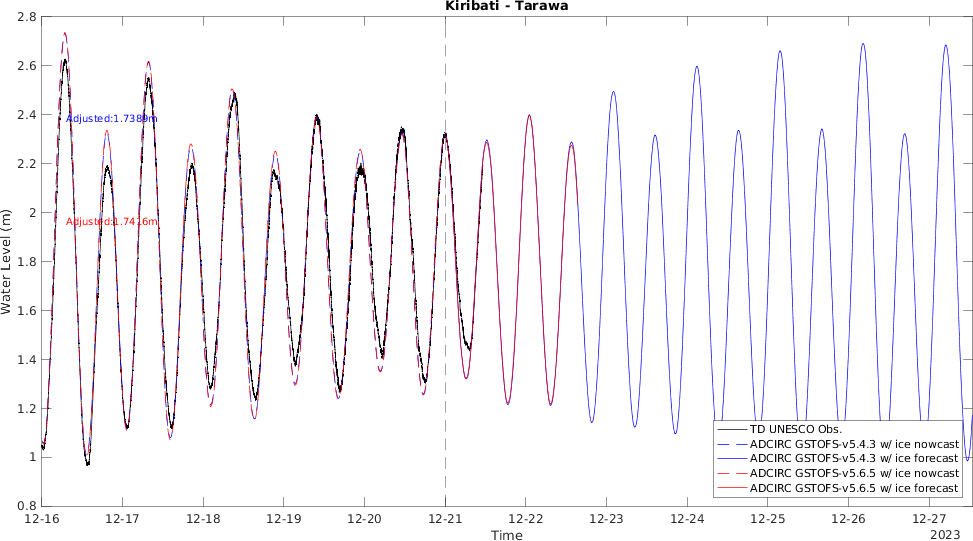 Kiribati - Tarawa
Water Level (m)
2.8
2.6
2.4
2.2
2
1.8
1.6
1.4
1.2
1
0.8
Adjusted:1.7389m
Adjusted:1.7416m
TD UNESCO Obs.
ADCIRC GSTOFS-v5.4.3 w/ ice nowcast
ADCIRC GSTOFS-v5.4.3 w/ ice forecast
ADCIRC GSTOFS-v5.6.5 w/ ice nowcast
ADCIRC GSTOFS-v5.6.5 w/ ice forecast
12-16 12-17 12-18 12-19 12-20 12-21 12-22 12-23 12-24 12-25 12-26 12-27
Time
2023